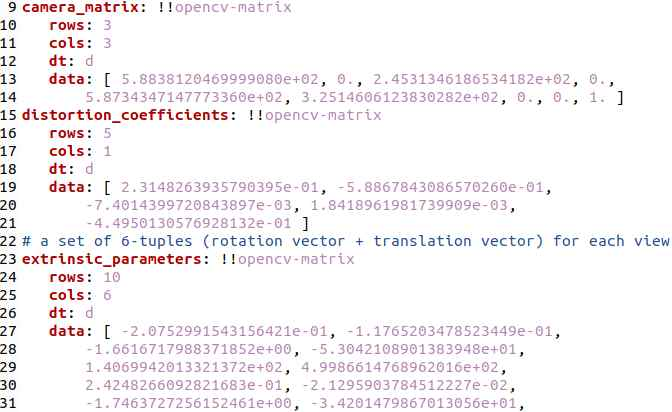 9 camera_matrix: !!opencv-matrix
10 rows: 3
11 cols: 3
12 dt: d
13 data: [ 5.8838120469999080e+02, 0., 2.4531346186534182e+02, 0.,
14 5.8734347147773360e+02, 3.2514606123830282e+02, 0., 0., 1. ]
15 distortion_coefficients: !!opencv-matrix
16 rows: 5
17 cols: 1
18 dt: d
19 data: [ 2.3148263935790395e-01, -5.8867843086570260e-01,
20 -7.4014399720843897e-03, 1.8418961981739909e-03,
21 -4.4950130576928132e-01 ]
22 # a set of 6-tuples (rotation vector + translation vector) for each view
23 extrinsic_parameters: !!opencv-matrix
24 rows: 10
25 cols: 6
26 dt: d
27 data: [ -2.0752991543156421e-01, -1.1765203478523449e-01,
28 -1.6616717988371852e+00, -5.3042108901383948e+01,
29 1.4069942013321372e+02, 4.9986614768962016e+02,
30 2.4248266092821683e-01, -2.1295903784512227e-02,
31 -1.7463727256152461e+00, -3.4201479867013056e+01,